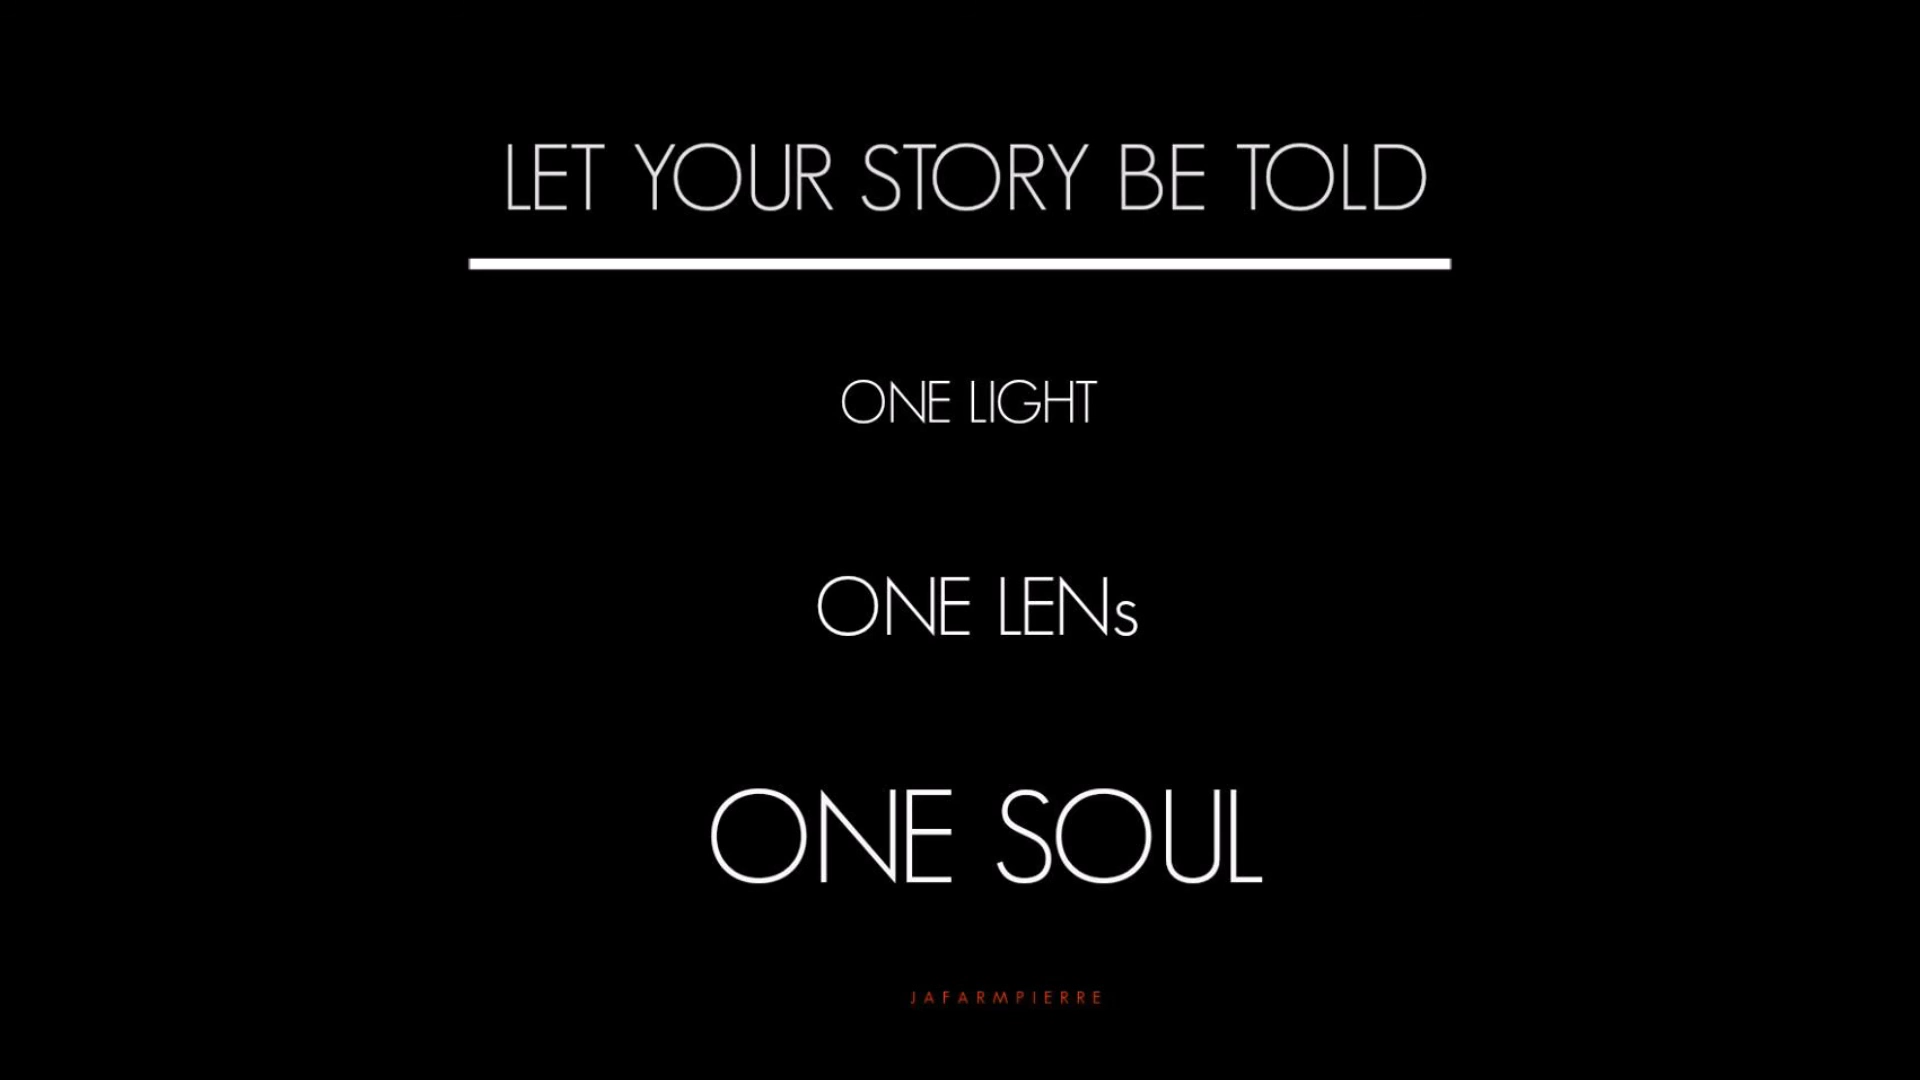 LET YOUR STORY BE TOLD
ONE LIGHT
ONE LENs
ONE SOUL
JAFARMPIERRE